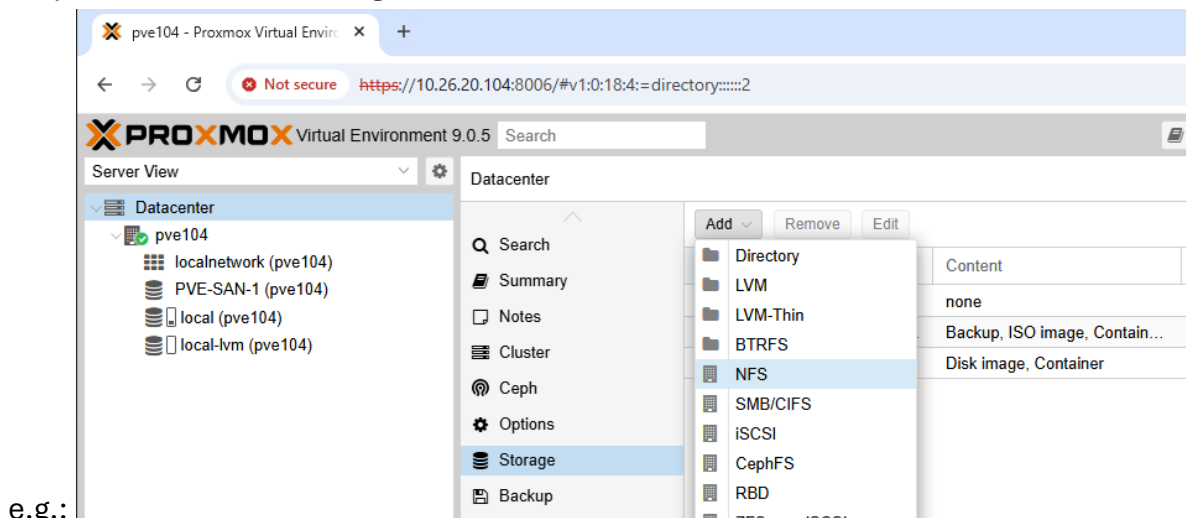 pve104 - Proxmox Virtual Enviro
Not secure https://10.26.20.104:8006/#v1:0:18:4:=directory::::::2
PROXMOX Virtual Environment 9.0.5 Search
Server View
Datacenter
Datacenter
pve104
localnetwork (pve104)
PVE-SAN-1 (pve104)
local (pve104)
local-lvm (pve104)
Search
Summary
Notes
Cluster
Ceph
Options
Storage
Backup
Add Remove Edit
Directory
LVM
LVM-Thin
BTRFS
NFS
SMB/CIFS
iSCSI
CephFS
RBD
Content
none
Backup, ISO image, Contain...
Disk image, Container
e.g.: